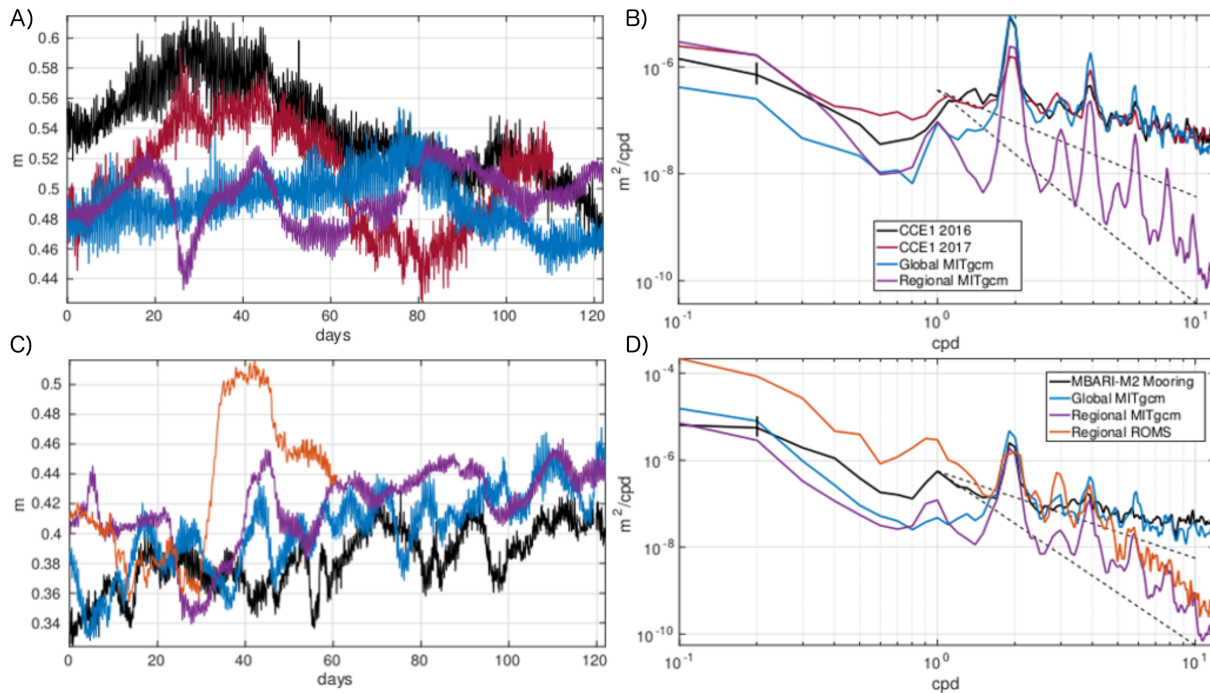 A)
0.6
0.58
0.56
0.54
0.52
0.5
0.48
0.46
0.44
m
0 20 40 60 80 100 120
days
B)
10^-6
10^-8
10^-10
m^2/cpd
CCE1 2016
CCE1 2017
Global MITgcm
Regional MITgcm
10^-1 10^0 10^1
cpd
C)
0.5
0.48
0.46
0.44
0.42
0.4
0.38
0.36
0.34
m
0 20 40 60 80 100 120
days
D)
10^-4
10^-6
10^-8
10^-10
m^2/cpd
MBARI-M2 Mooring
Global MITgcm
Regional MITgcm
Regional ROMS
10^-1 10^0 10^1
cpd